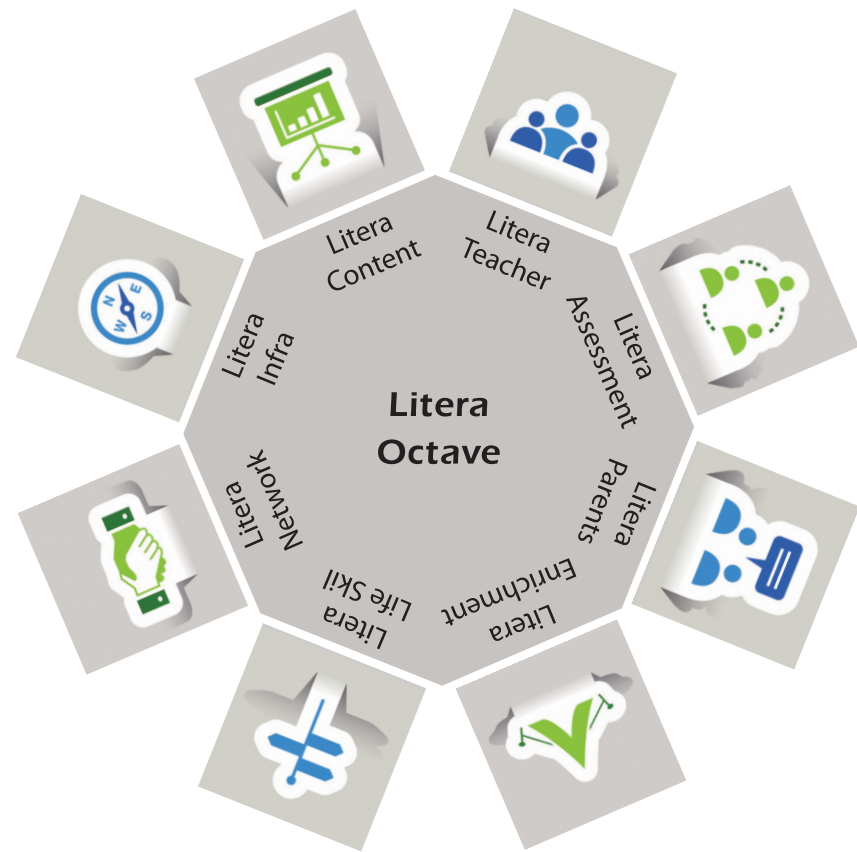 Litera
Octave
Litera
Content
Litera
Teacher
Litera
Assessment
Litera
Parents
Litera
Enrichment
Litera
Life Skil
Litera
Network
Litera
Infra
N
E
S
W